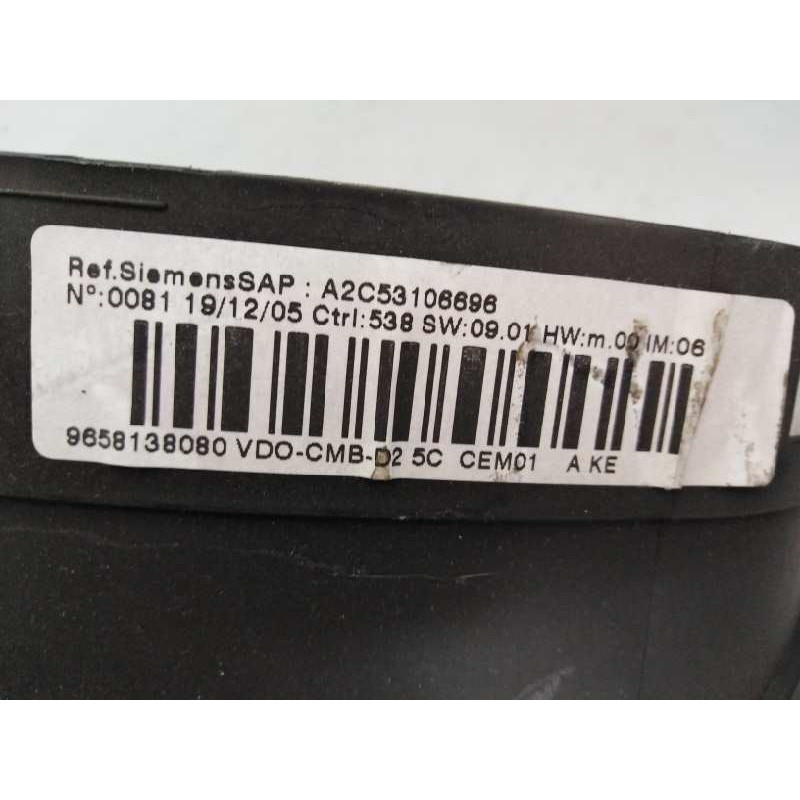 Ref.SiemensSAP : A2C53106696
Nº:0081 19/12/05 Ctrl:538 SW:09.01 HW:m.00 IM:06
9658138080 VDO-CMB-D2 5C CEM01 A KE